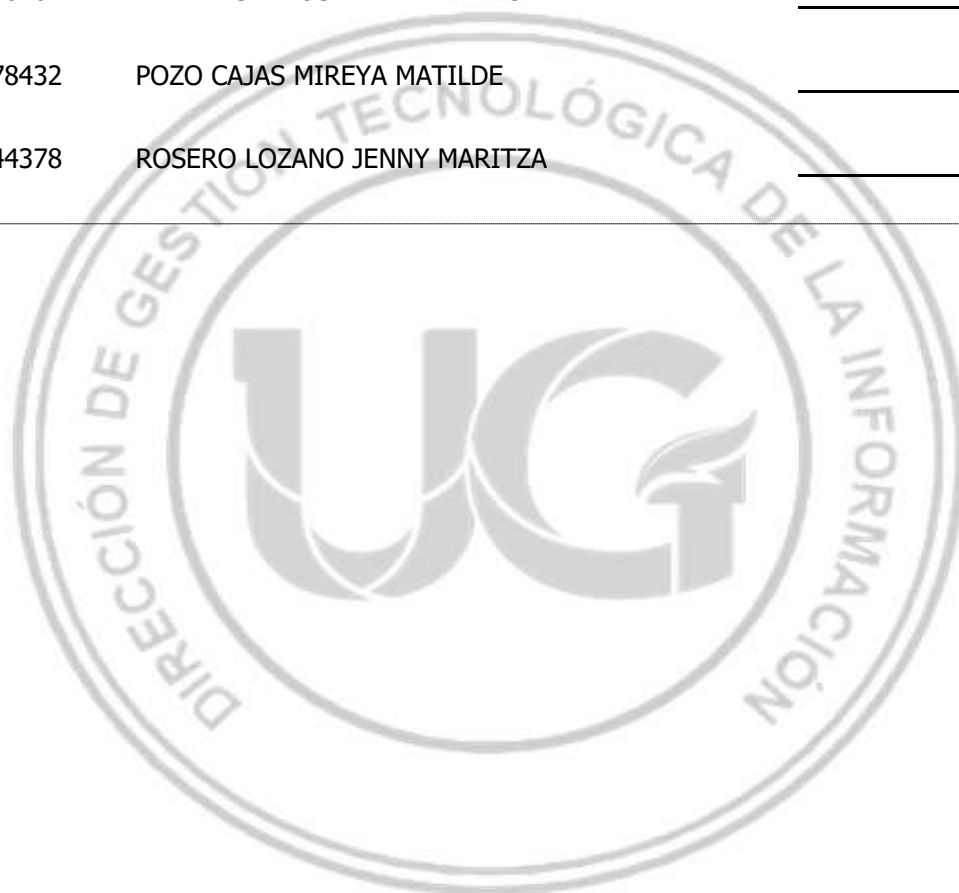 78432 POZO CAJAS MIREYA MATILDE
44378 ROSERO LOZANO JENNY MARITZA
DIRECCIÓN DE GESTIÓN TECNOLÓGICA DE LA INFORMACIÓN
UG